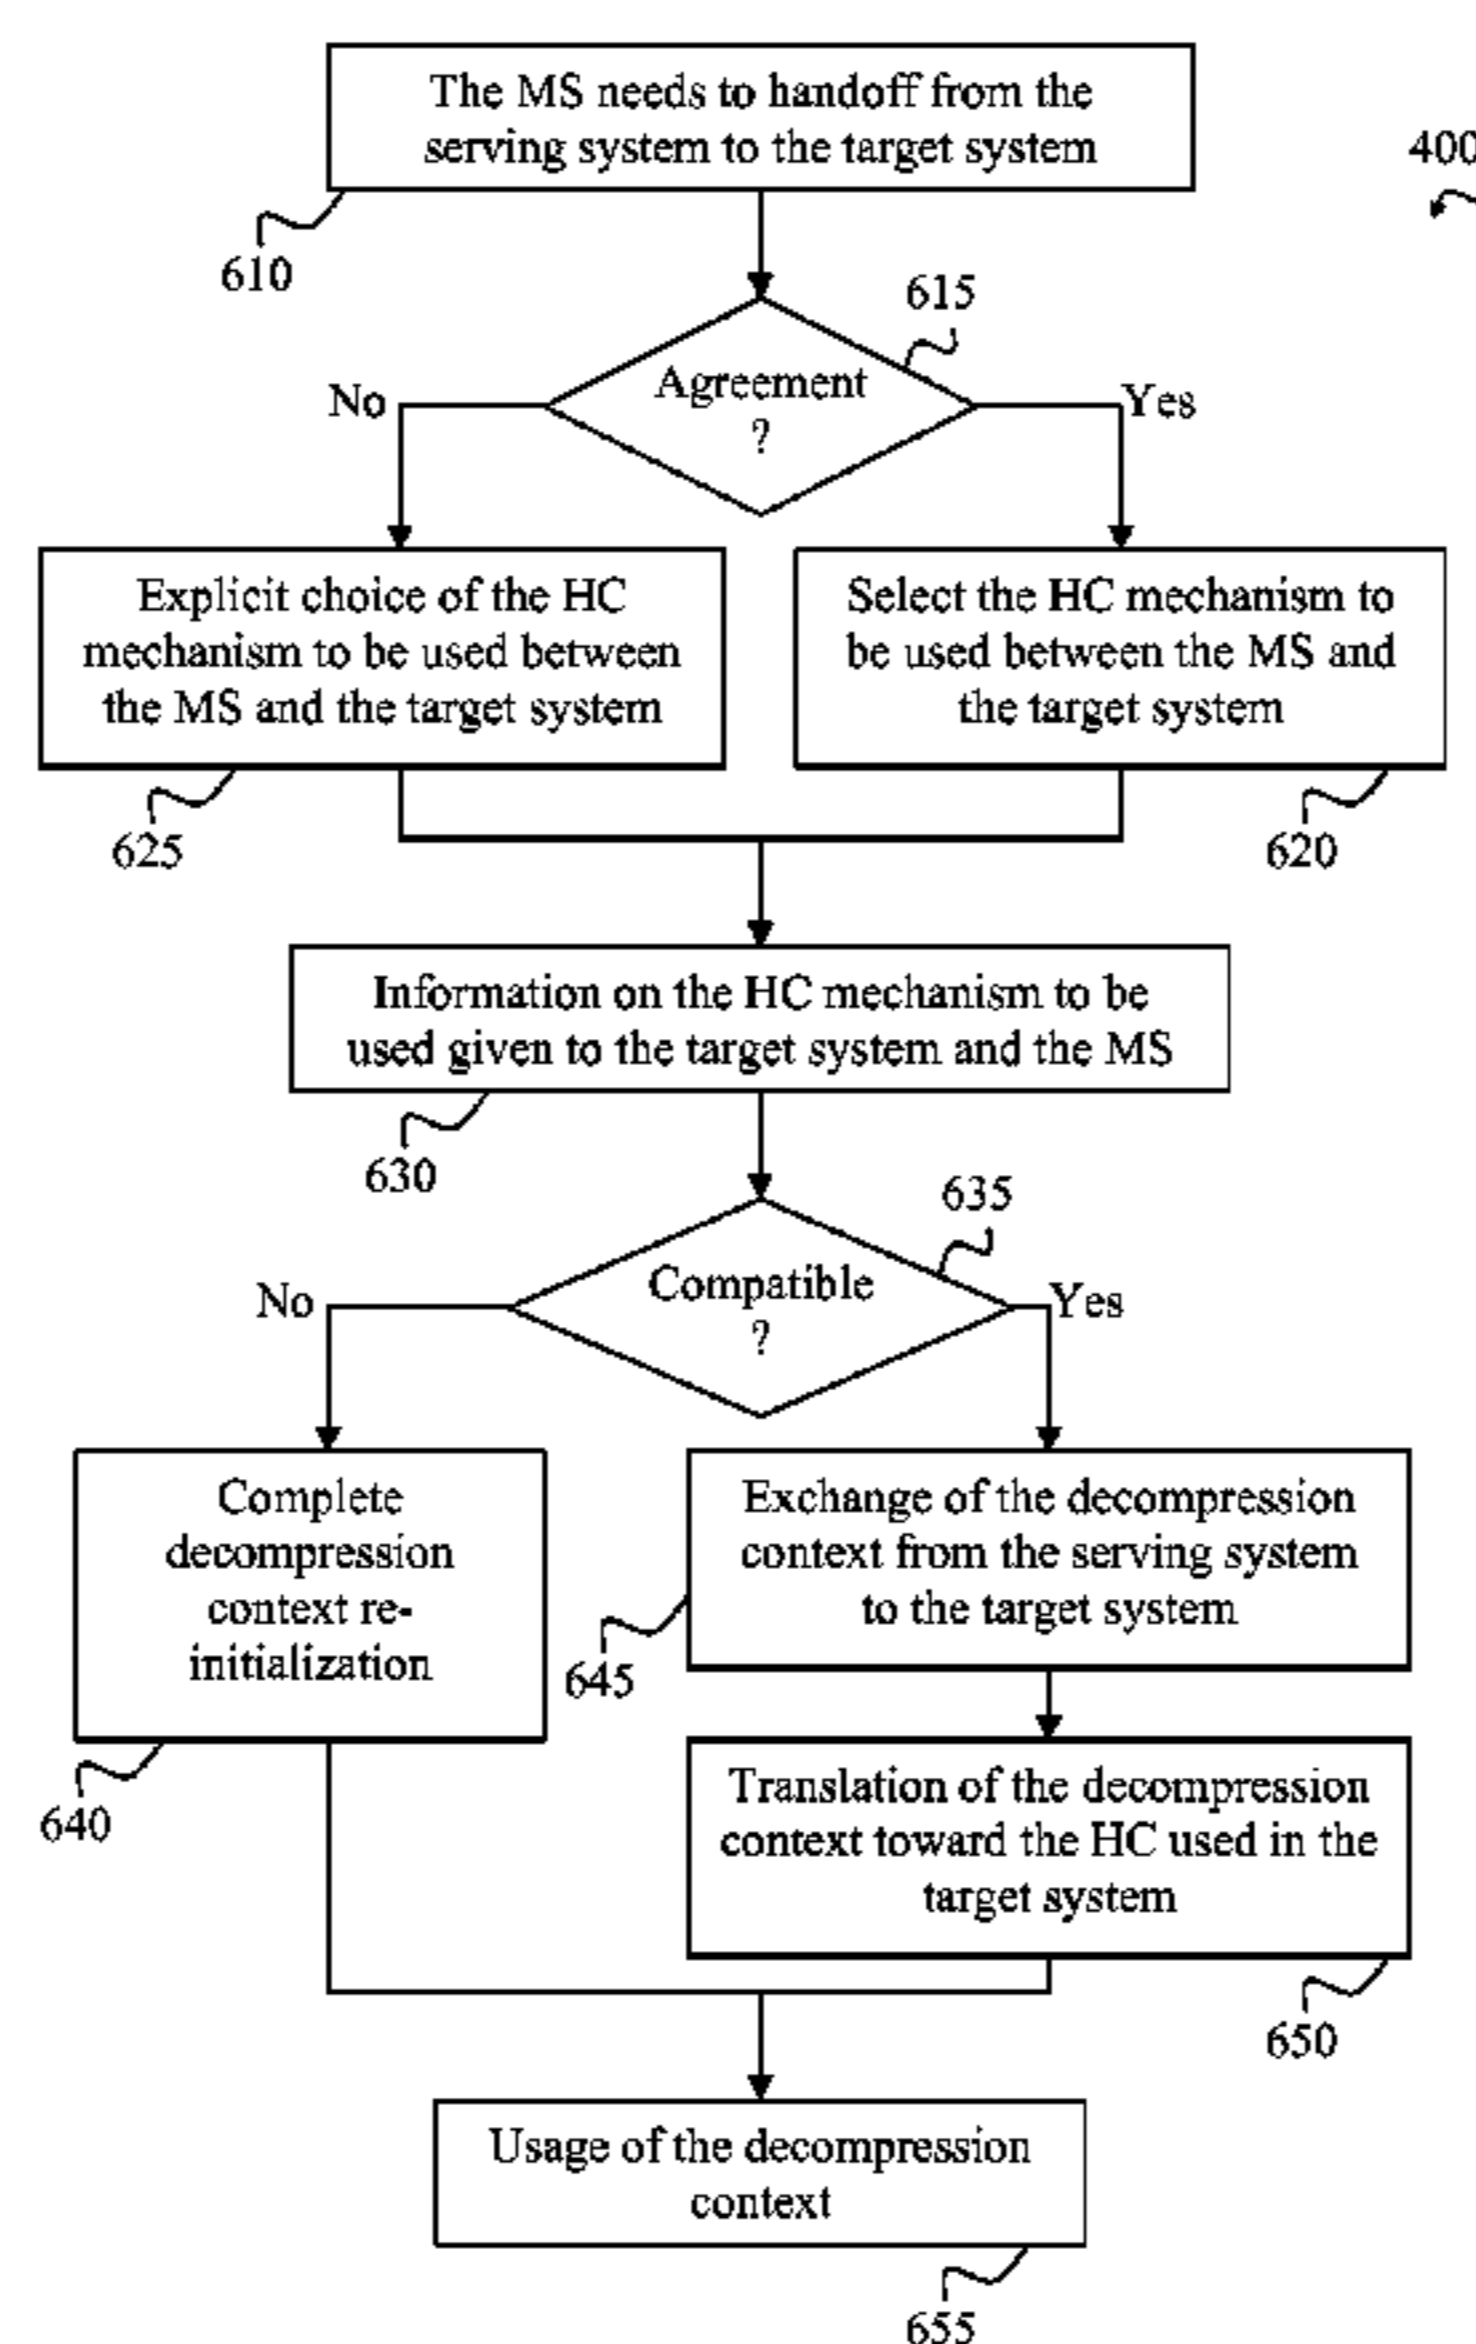 The MS needs to handoff from the
serving system to the target system
400
610
615
Agreement
?
No
Yes
Explicit choice of the HC
mechanism to be used between
the MS and the target system
Select the HC mechanism to
be used between the MS and
the target system
625
620
Information on the HC mechanism to be
used given to the target system and the MS
630
635
Compatible
?
No
Yes
Complete
decompression
context re-
initialization
Exchange of the decompression
context from the serving system
to the target system
645
640
Translation of the decompression
context toward the HC used in the
target system
650
Usage of the decompression
context
655